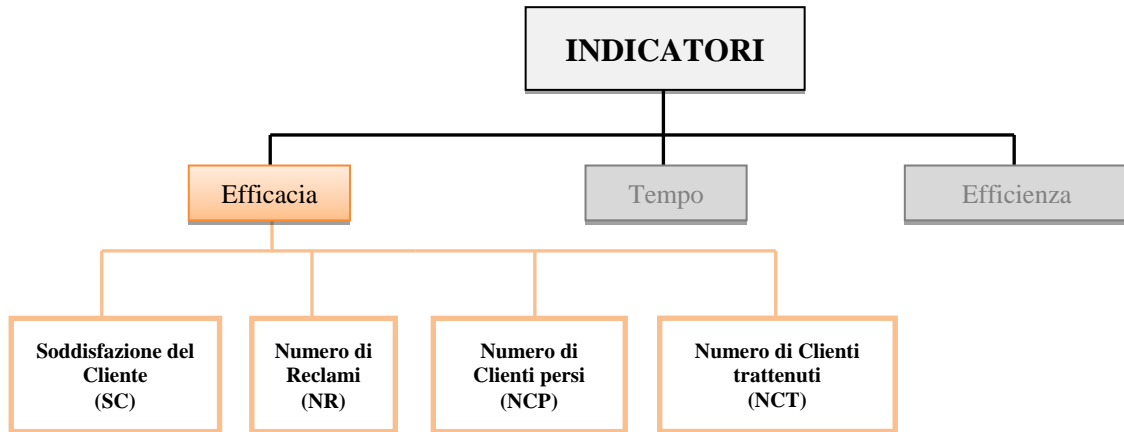 INDICATORI
Efficacia
Tempo
Efficienza
Soddisfazione del
Cliente
(SC)
Numero di
Reclami
(NR)
Numero di
Clienti persi
(NCP)
Numero di Clienti
trattenuti
(NCT)